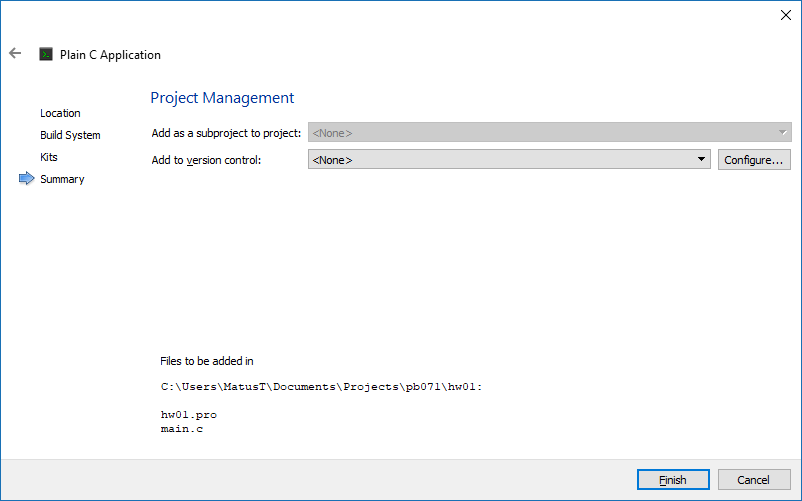 Plain C Application
Project Management
Location
Build System
Kits
Summary
Add as a subproject to project: <None>
Add to version control: <None> Configure...
Files to be added in
C:\Users\MatusT\Documents\Projects\pb071\hw01:
hw01.pro
main.c
Finish Cancel